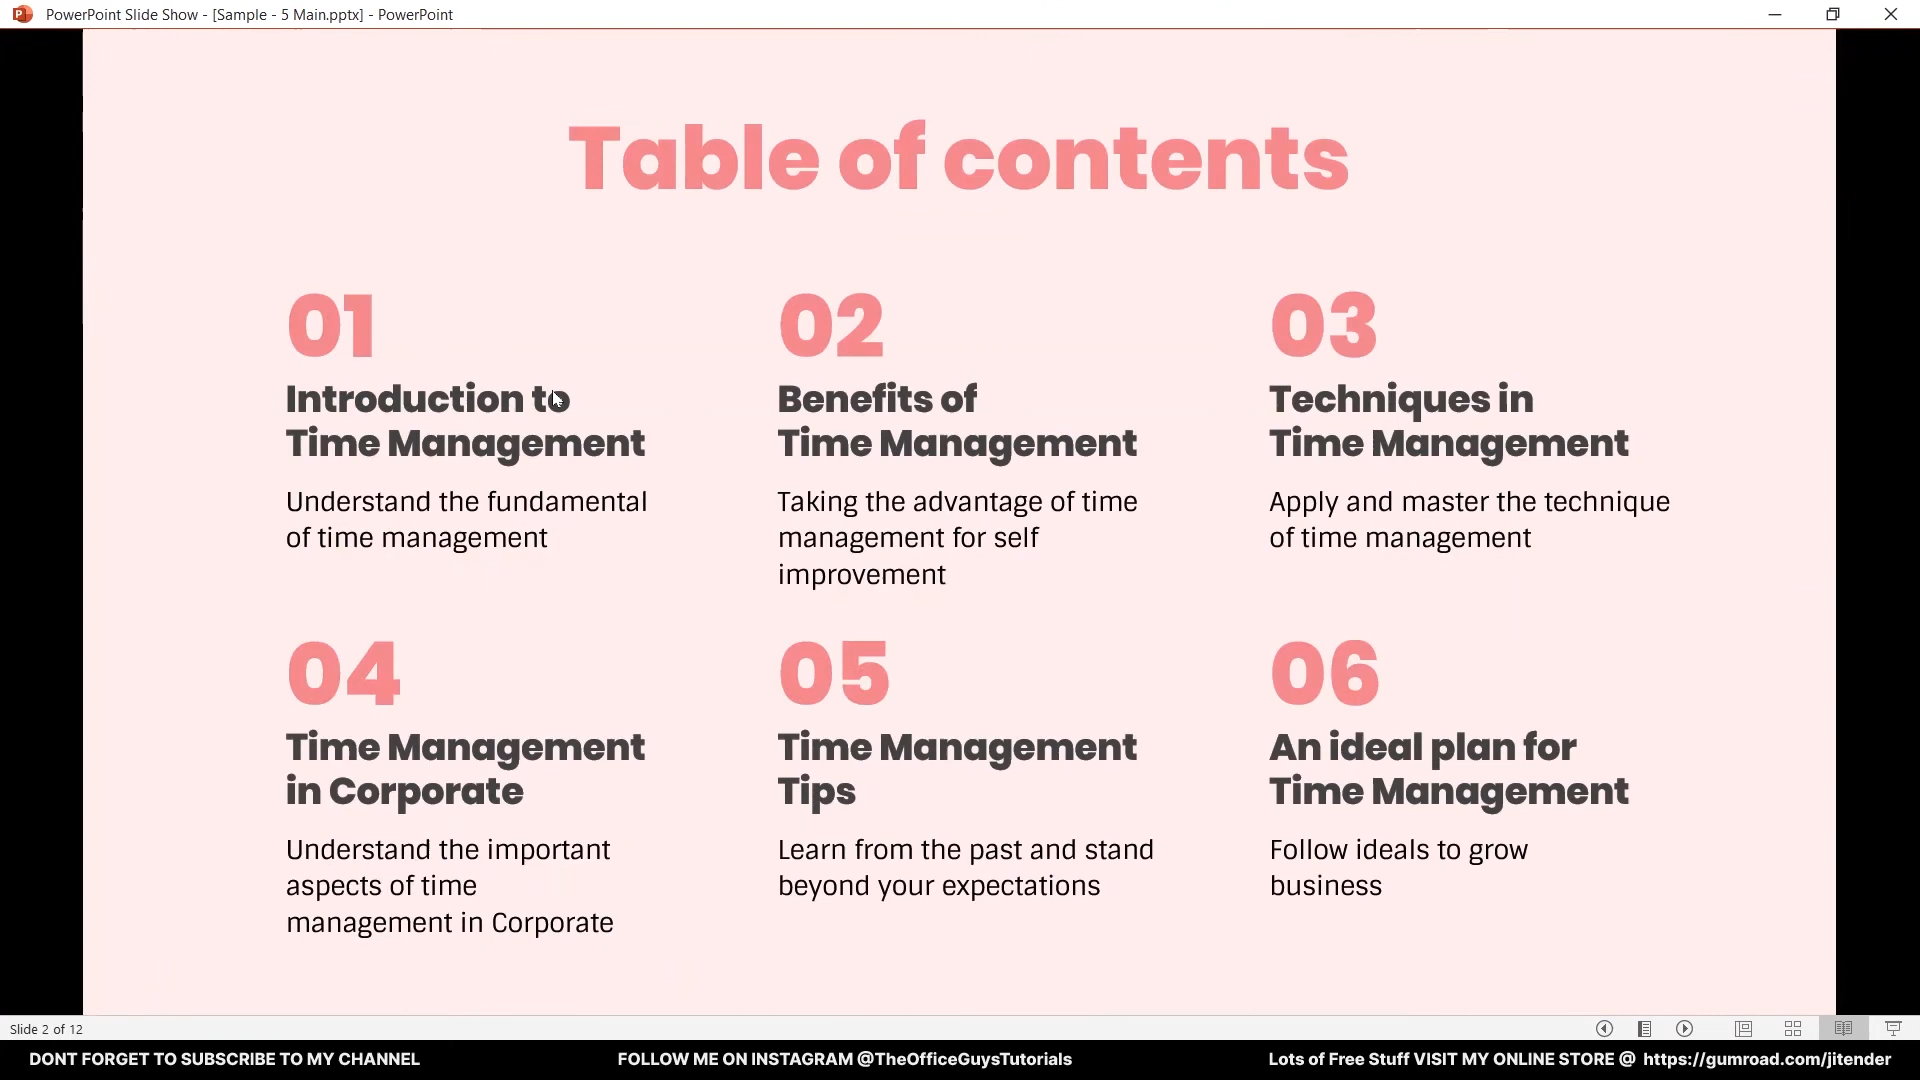 PowerPoint Slide Show - [Sample - 5 Main.pptx] - PowerPoint
Table of contents
01
Introduction to
Time Management
Understand the fundamental
of time management
02
Benefits of
Time Management
Taking the advantage of time
management for self
improvement
03
Techniques in
Time Management
Apply and master the technique
of time management
04
Time Management
in Corporate
Understand the important
aspects of time
management in Corporate
05
Time Management
Tips
Learn from the past and stand
beyond your expectations
06
An ideal plan for
Time Management
Follow ideals to grow
business
Slide 2 of 12
DONT FORGET TO SUBSCRIBE TO MY CHANNEL
FOLLOW ME ON INSTAGRAM @TheOfficeGuysTutorials
Lots of Free Stuff VISIT MY ONLINE STORE @ https://gumroad.com/jitender